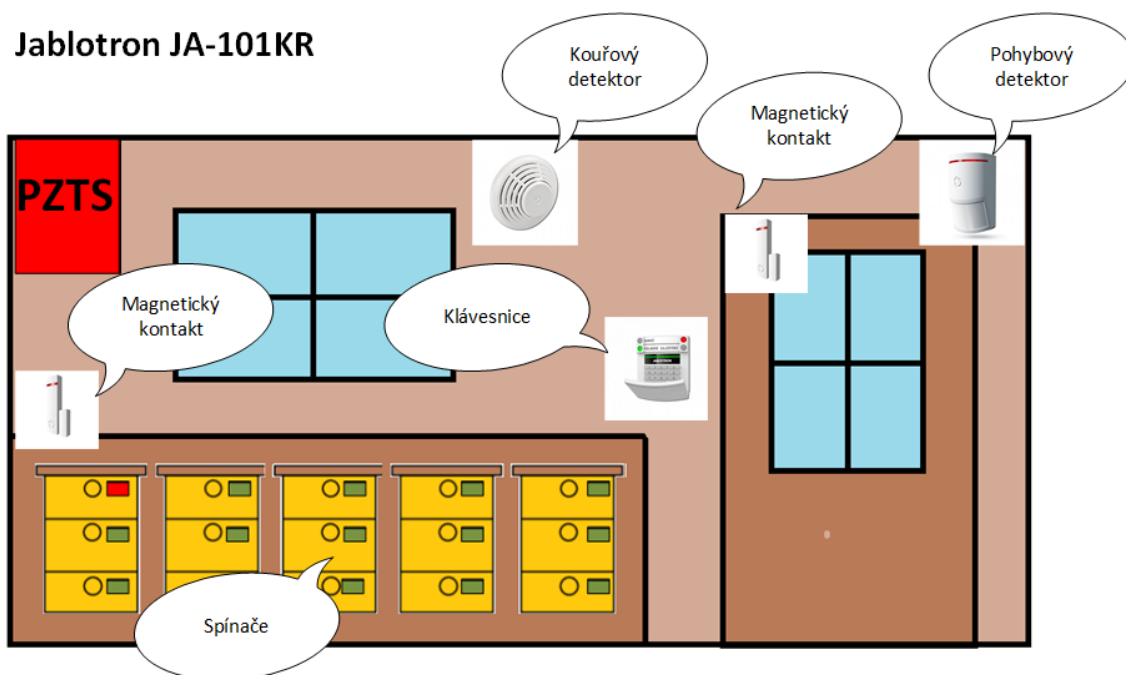 Jablotron JA-101KR
Kouřový
detektor
Pohybový
detektor
Magnetický
kontakt
PZTS
Magnetický
kontakt
Klávesnice
Spínače